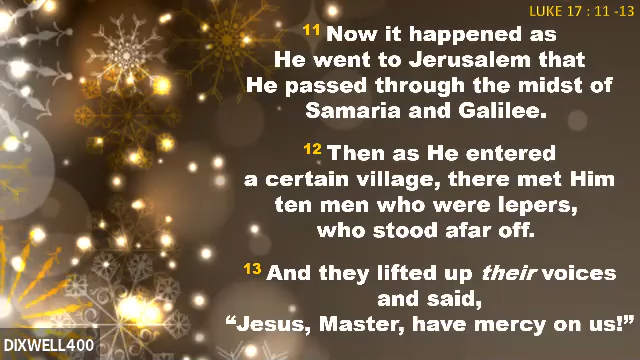 LUKE 17 : 11 -13
11 Now it happened as
He went to Jerusalem that
He passed through the midst of
Samaria and Galilee.
12 Then as He entered
a certain village, there met Him
ten men who were lepers,
who stood afar off.
13 And they lifted up their voices
and said,
“Jesus, Master, have mercy on us!”
DIXWELL400